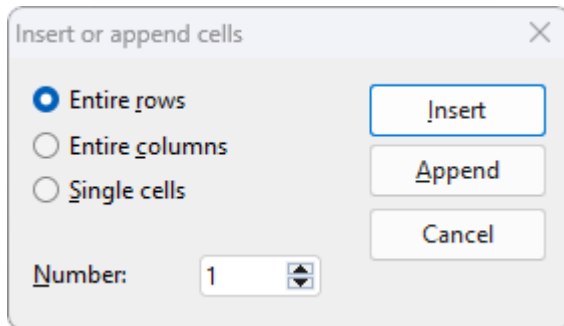 Insert or append cells
Entire rows
Entire columns
Single cells
Number:
1
Insert
Append
Cancel